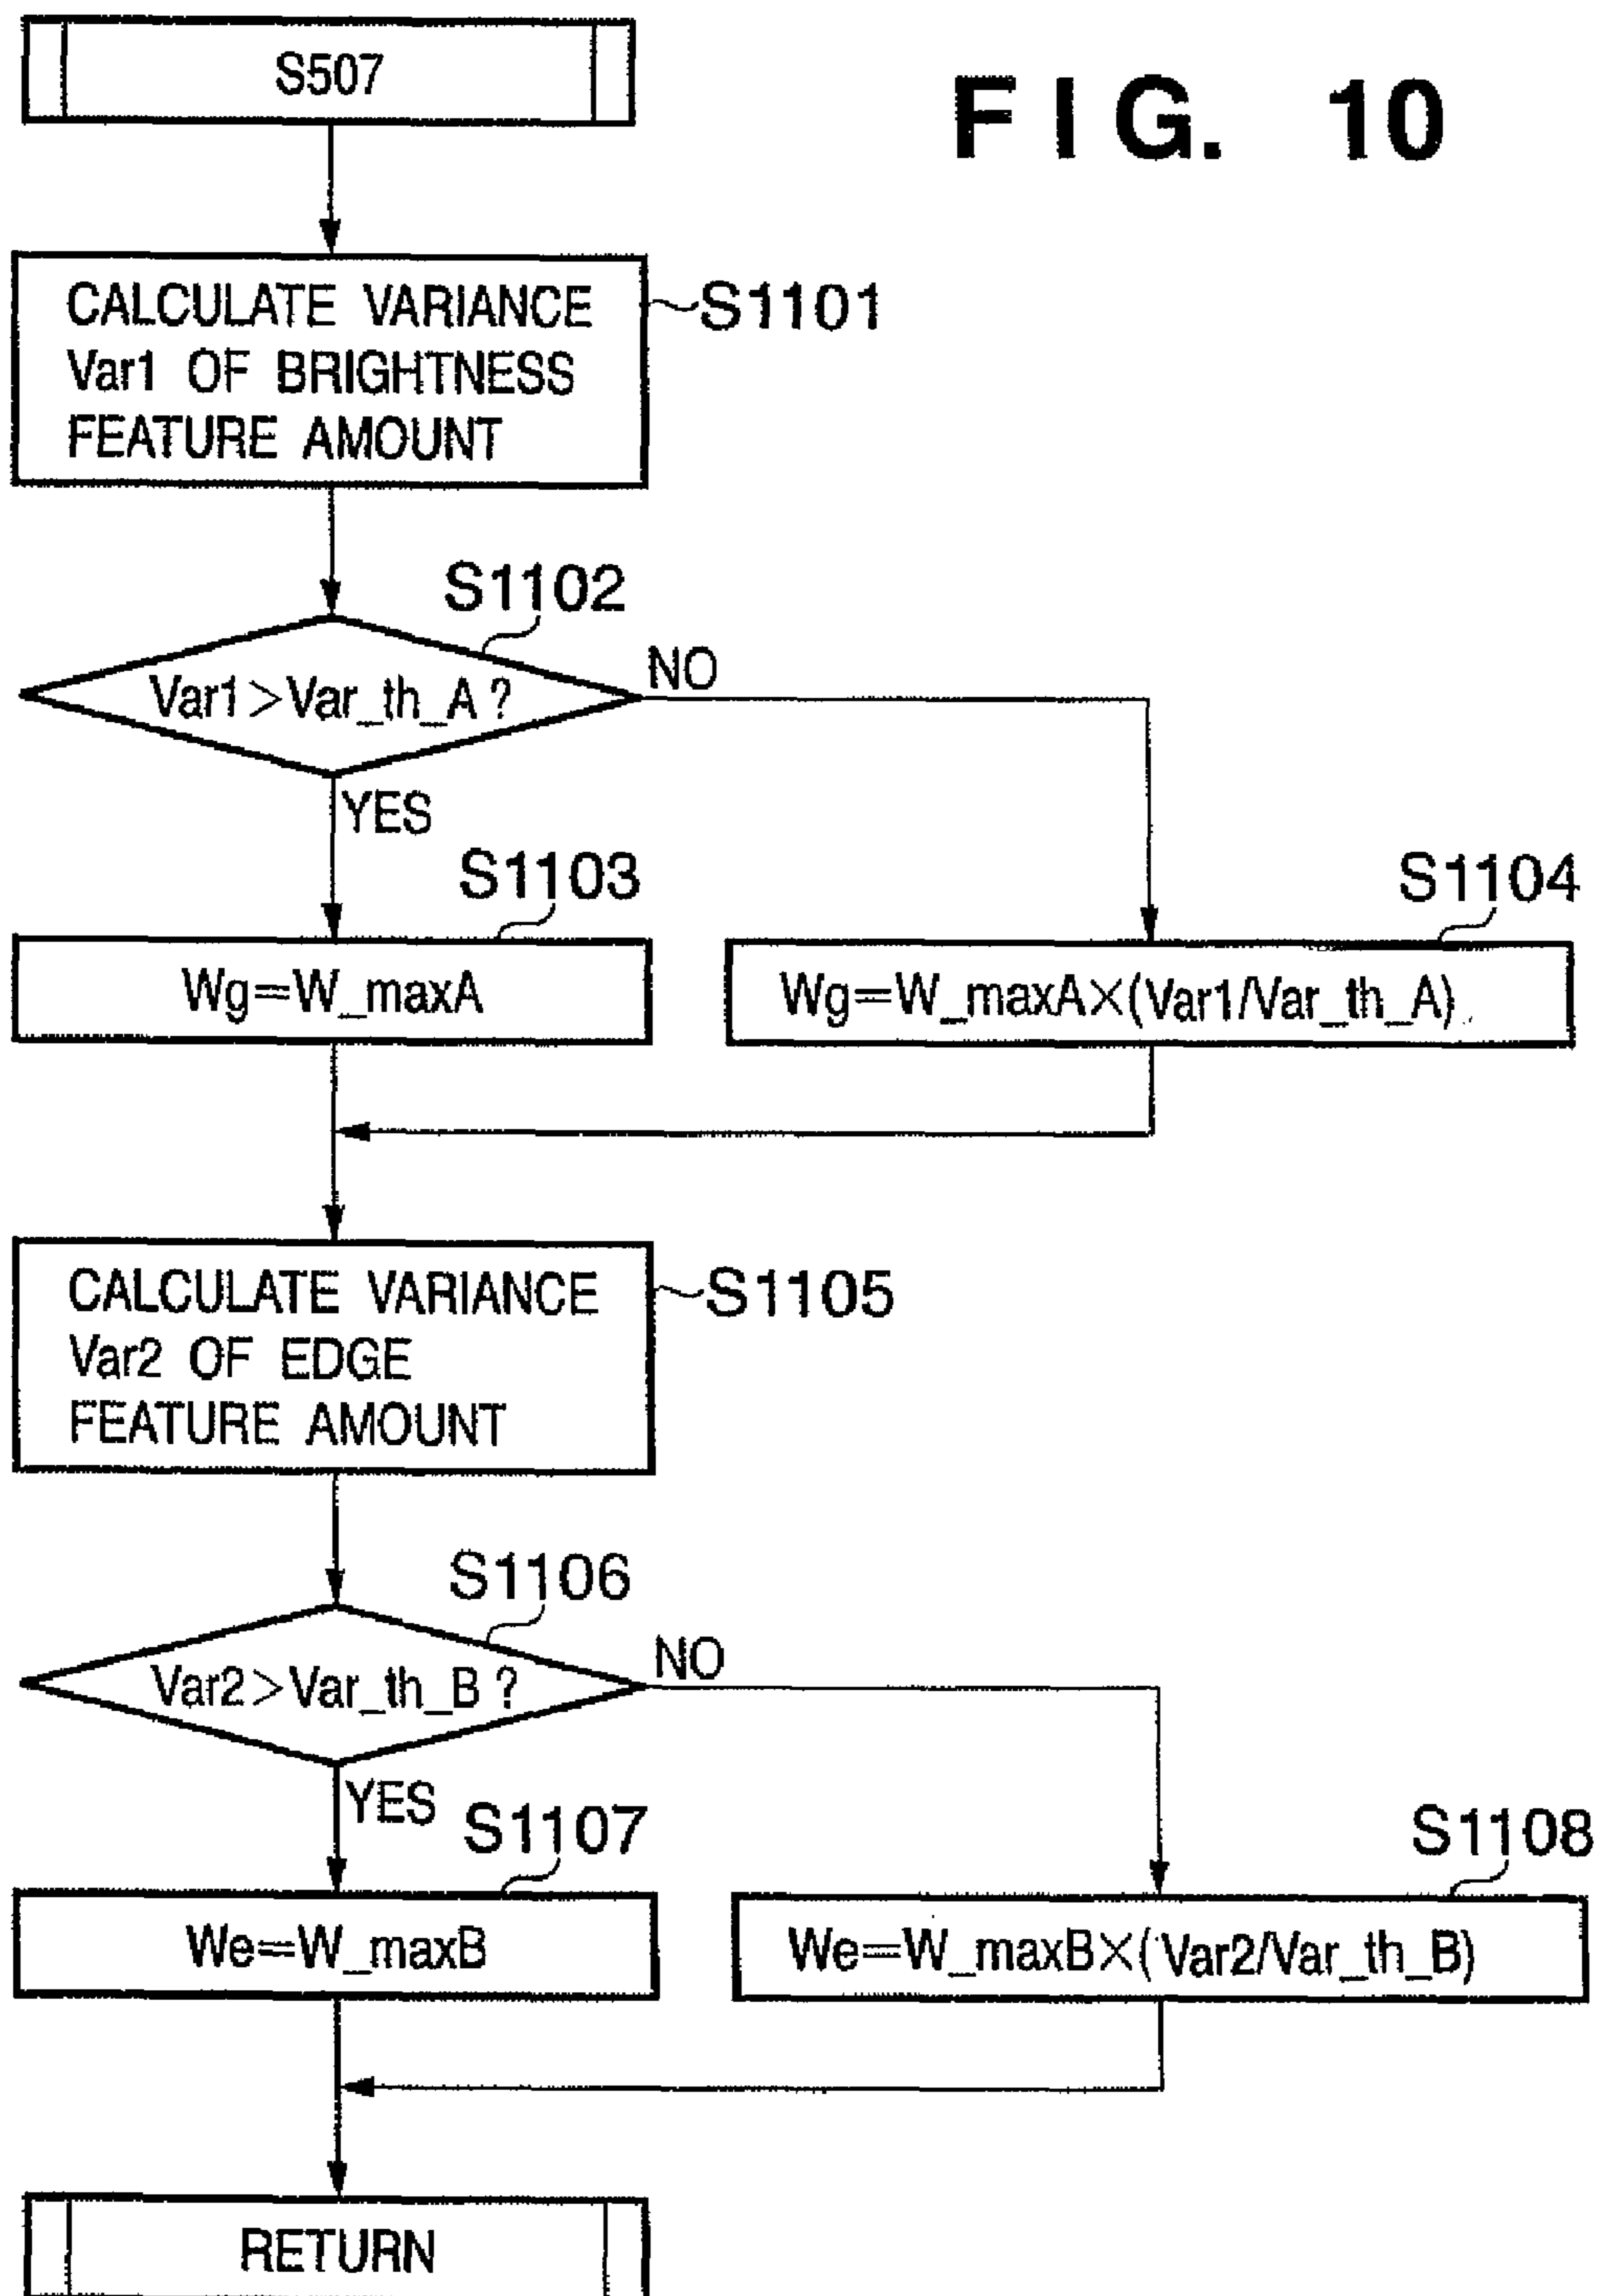 S507
FIG. 10
CALCULATE VARIANCE
Var1 OF BRIGHTNESS
FEATURE AMOUNT
S1101
S1102
Var1>Var_th_A?
NO
YES
S1103
Wg=W_maxA
S1104
Wg=W_maxA×(Var1/Var_th_A)
CALCULATE VARIANCE
Var2 OF EDGE
FEATURE AMOUNT
S1105
S1106
Var2>Var_th_B?
NO
YES
S1107
We=W_maxB
S1108
We=W_maxB×(Var2/Var_th_B)
RETURN